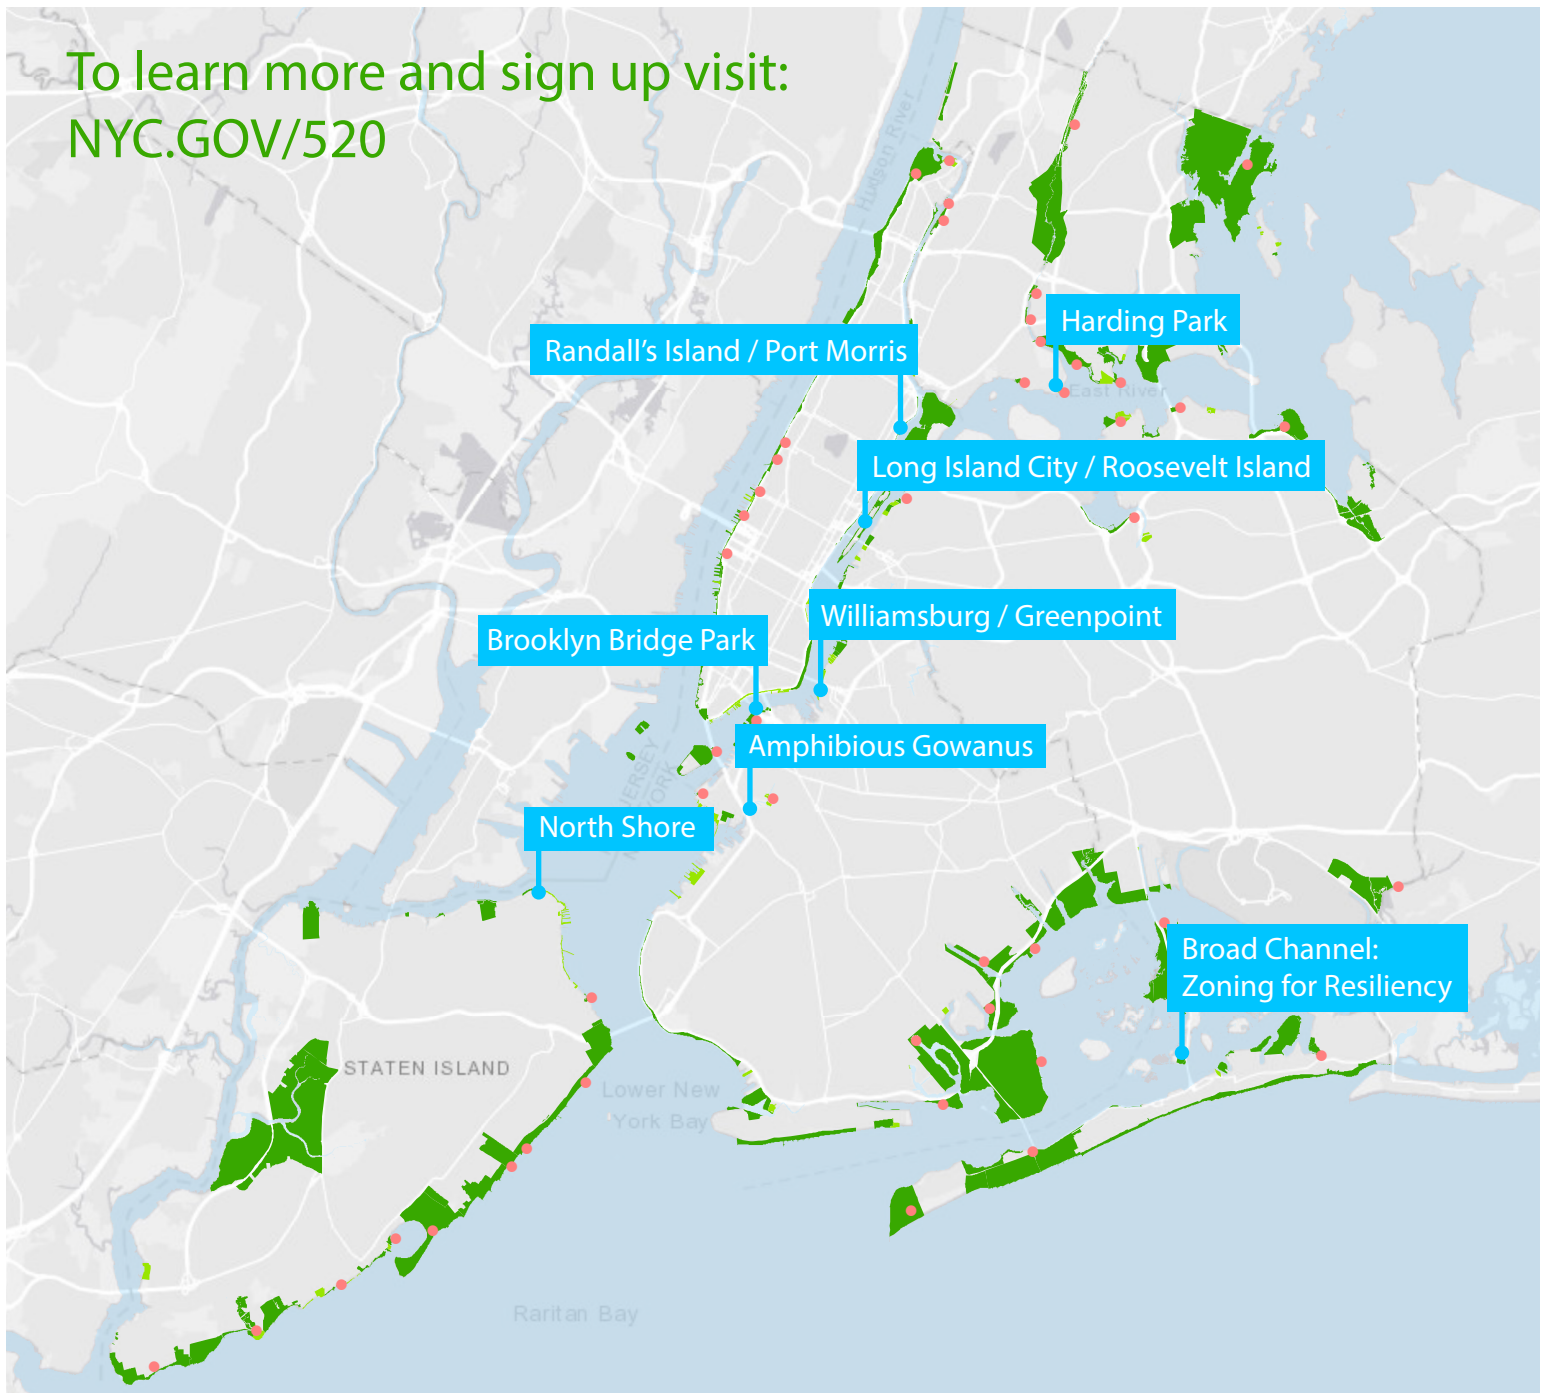 To learn more and sign up visit:
NYC.GOV/520
Hudson River
Harding Park
Randall's Island / Port Morris
East River
Long Island City / Roosevelt Island
Williamsburg / Greenpoint
Brooklyn Bridge Park
Amphibious Gowanus
JERSEY
YORK
North Shore
Broad Channel:
Zoning for Resiliency
STATEN ISLAND
Lower New
York Bay
Raritan Bay